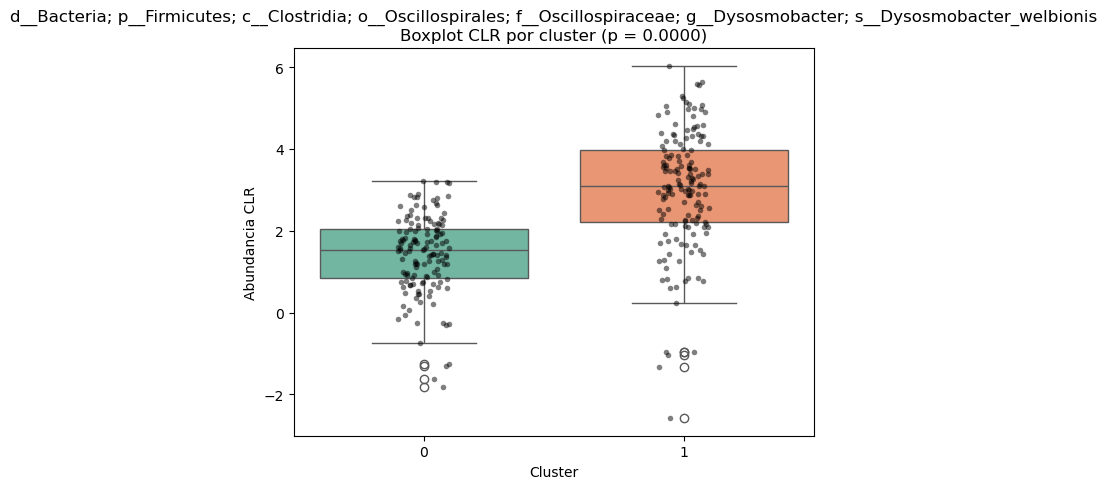 d__Bacteria; p__Firmicutes; c__Clostridia; o__Oscillospirales; f__Oscillospiraceae; g__Dysosmobacter; s__Dysosmobacter_welbionis
Boxplot CLR por cluster (p = 0.0000)
6
4
2
0
−2
Abundancia CLR
0
1
Cluster